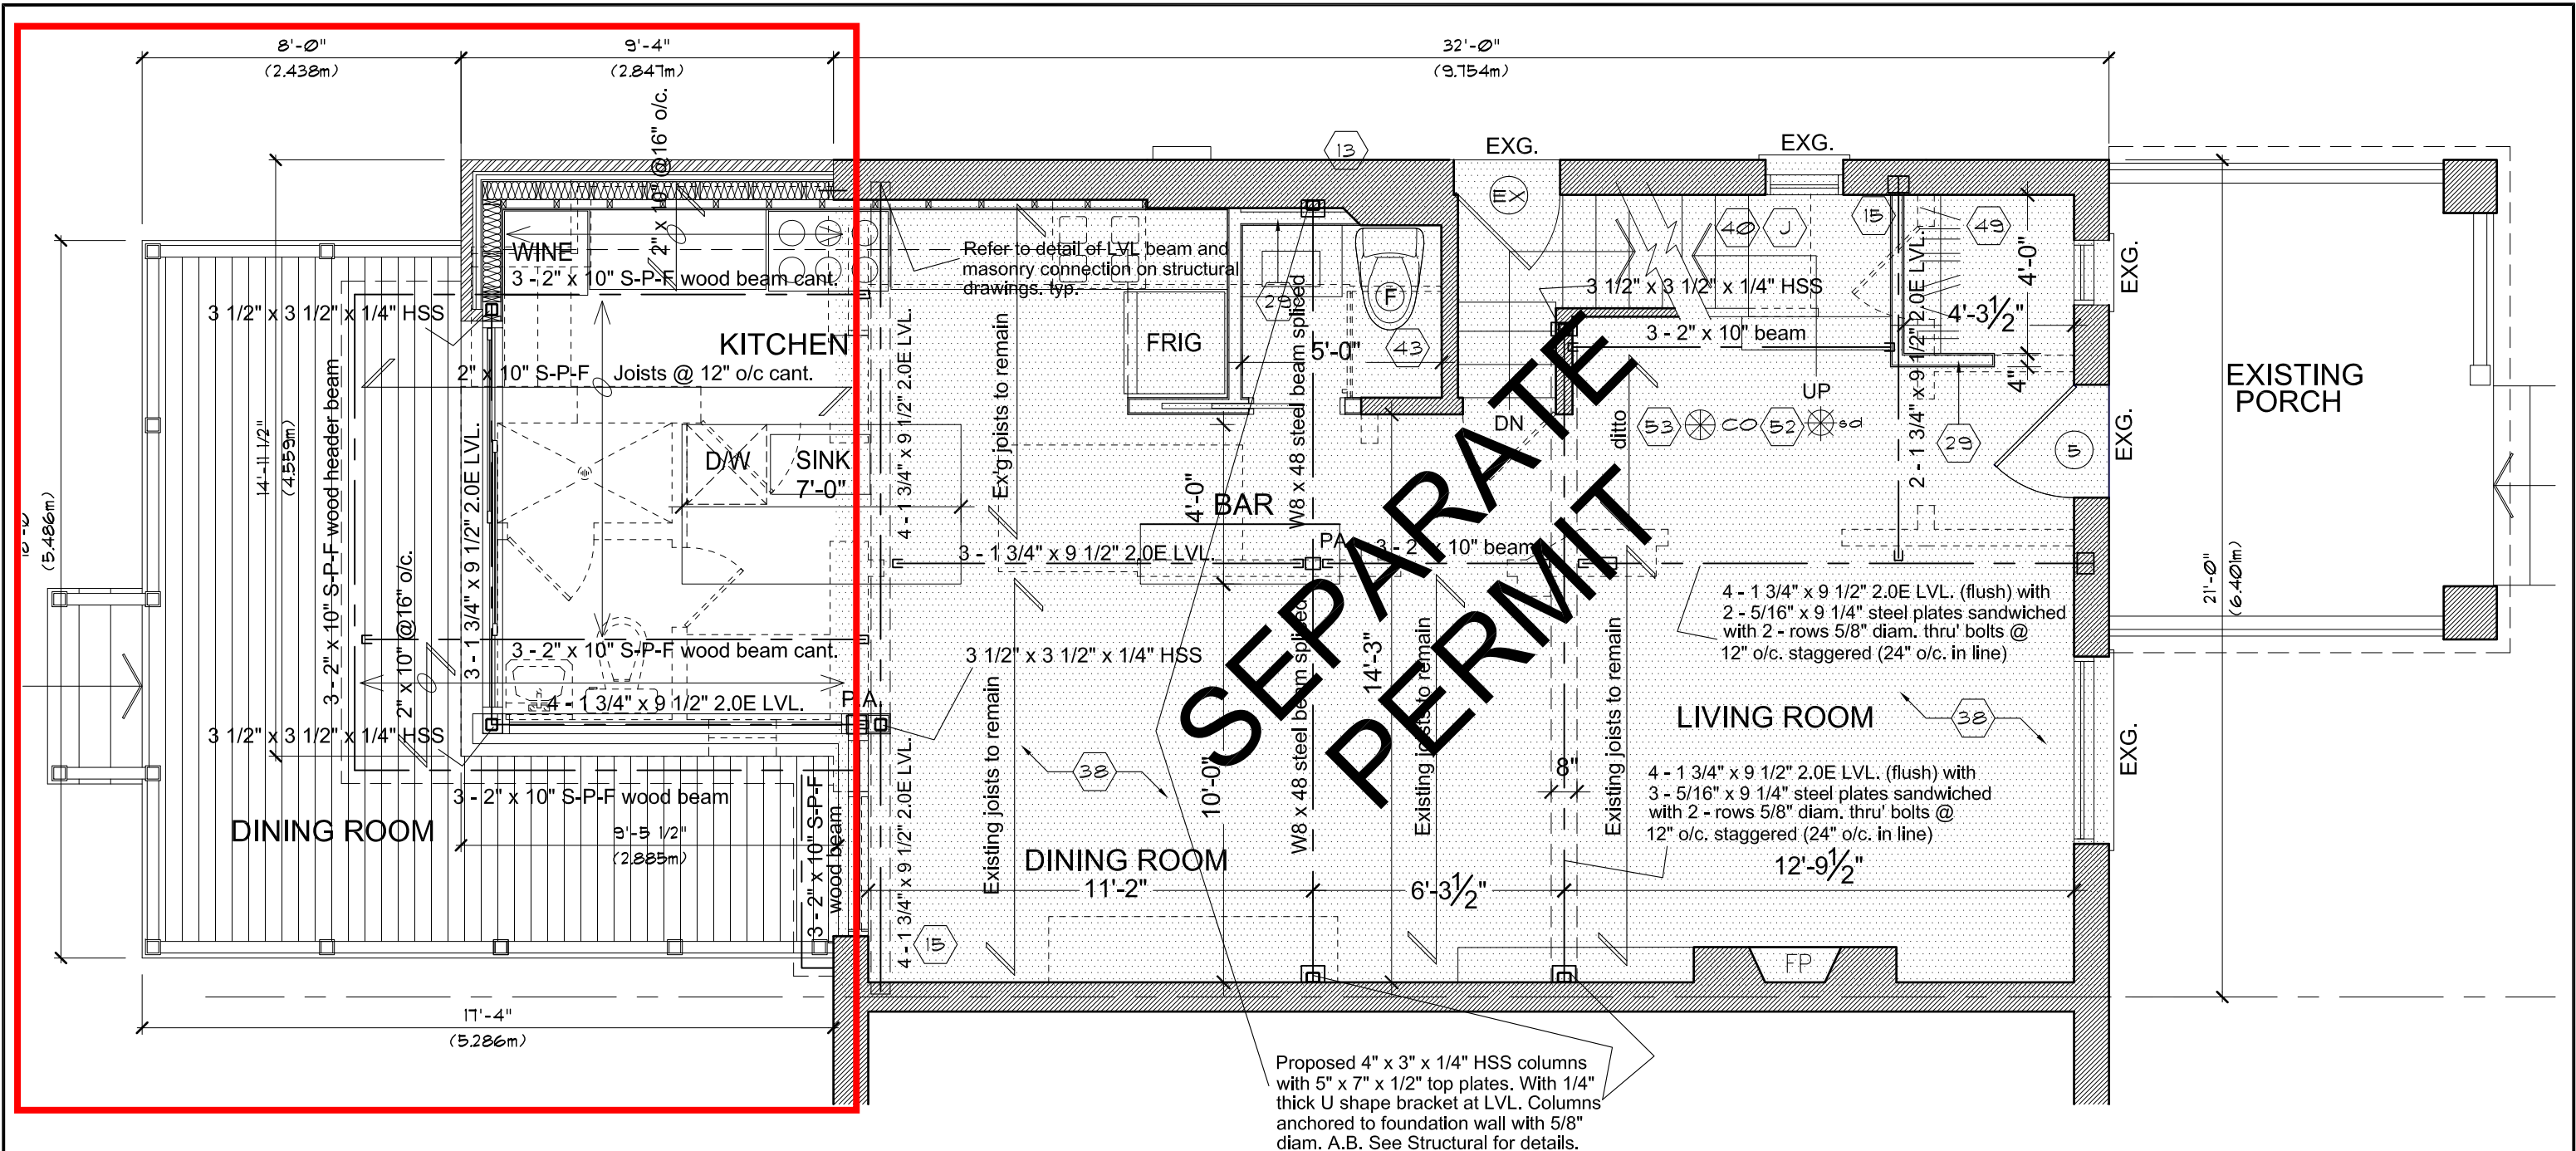 8'-0"
(2.438m)
9'-4"
(2.847m)
32'-0"
(9.754m)
2" x 10" @16" o/c.
13
EXG.
EXG.
EX
40
J
15
49
WINE
3 - 2" x 10" S-P-F wood beam cant.
Refer to detail of LVL beam and
masonry connection on structural
drawings. typ.
29
F
3 1/2" x 3 1/2" x 1/4" HSS
4'-0"
EXG.
3 1/2" x 3 1/2" x 1/4" HSS
4'-3 1/2"
KITCHEN
FRIG
5'-0"
43
3 - 2" x 10" beam
2" x 10" S-P-F Joists @ 12" o/c cant.
4"
UP
EXISTING
PORCH
DN
ditto
53
CO
52
sd
29
5
EXG.
14'-11 1/2"
(4.559m)
3 - 2" x 10" S-P-F wood header beam
3 - 1 3/4" x 9 1/2" 2.0E LVL.
4 - 1 3/4" x 9 1/2" 2.0E LVL.
Ex'g joists to remain
W8 x 48 steel beam spliced
2 - 1 3/4" x 9 1/2" 2.0E LVL.
D/W
SINK
7'-0"
4'-0"
BAR
(5.486m)
3 - 1 3/4" x 9 1/2" 2.0E LVL.
PA
3 - 2" x 10" beam
SEPARATE
PERMIT
21'-0"
(6.401m)
4 - 1 3/4" x 9 1/2" 2.0E LVL. (flush) with
2 - 5/16" x 9 1/4" steel plates sandwiched
with 2 - rows 5/8" diam. thru' bolts @
12" o/c. staggered (24" o/c. in line)
2" x 10" @16" o/c.
3 - 2" x 10" S-P-F wood beam cant.
3 1/2" x 3 1/2" x 1/4" HSS
4 - 1 3/4" x 9 1/2" 2.0E LVL.
P.A.
14'-3"
LIVING ROOM
38
3 1/2" x 3 1/2" x 1/4" HSS
EXG.
Existing joists to remain
W8 x 48 steel beam spliced
Existing joists to remain
Existing joists to remain
38
10'-0"
8"
4 - 1 3/4" x 9 1/2" 2.0E LVL. (flush) with
3 - 5/16" x 9 1/4" steel plates sandwiched
with 2 - rows 5/8" diam. thru' bolts @
12" o/c. staggered (24" o/c. in line)
3 - 2" x 10" S-P-F wood beam
DINING ROOM
9'-5 1/2"
(2.885m)
3 - 2" x 10" S-P-F
wood beam
4 - 1 3/4" x 9 1/2" 2.0E LVL.
DINING ROOM
11'-2"
6'-3 1/2"
12'-9 1/2"
15
FP
17'-4"
(5.286m)
Proposed 4" x 3" x 1/4" HSS columns
with 5" x 7" x 1/2" top plates. With 1/4"
thick U shape bracket at LVL. Columns
anchored to foundation wall with 5/8"
diam. A.B. See Structural for details.